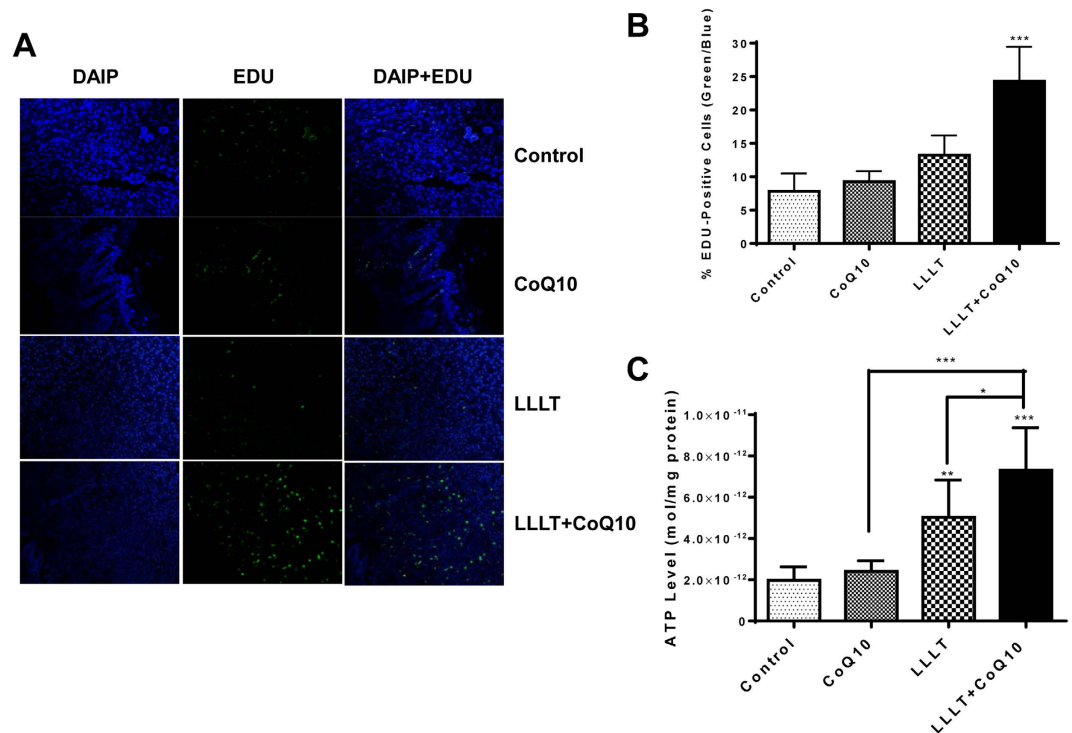 A
DAIP EDU DAIP+EDU
Control
CoQ10
LLLT
LLLT+CoQ10
B
% EDU-Positive Cells (Green/Blue)
30
25
20
15
10
5
0
***
Control CoQ10 LLLT LLLT+CoQ10
C
ATP Level (mol/mg protein)
1.0×10 -11
8.0×10 -12
6.0×10 -12
4.0×10 -12
2.0×10 -12
0
***
*
***
**
Control CoQ10 LLLT LLLT+CoQ10